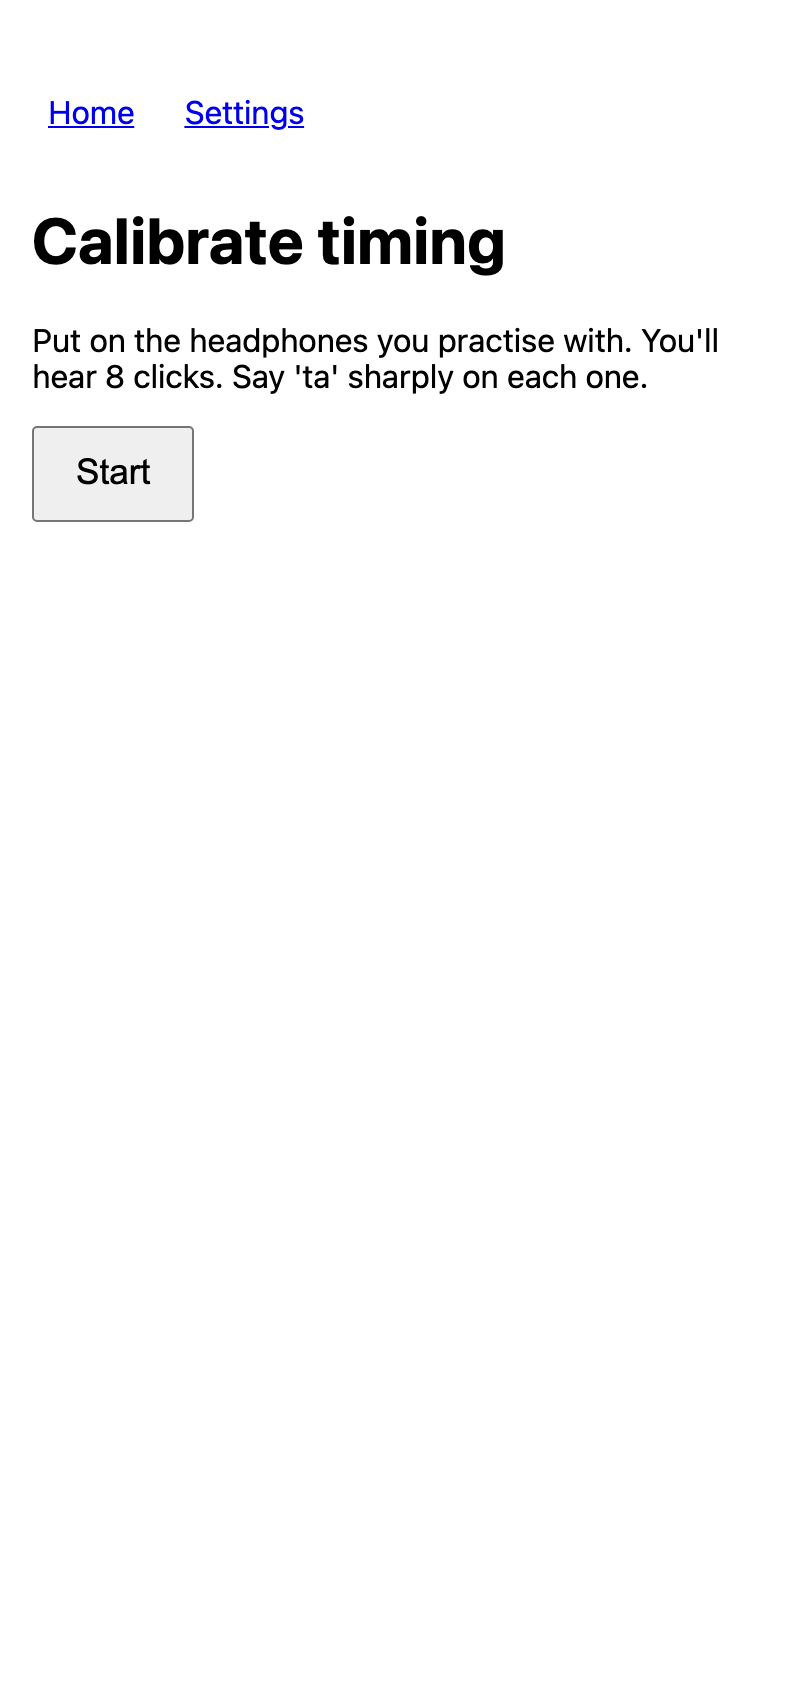 Home Settings
Calibrate timing
Put on the headphones you practise with. You'll
hear 8 clicks. Say 'ta' sharply on each one.
Start